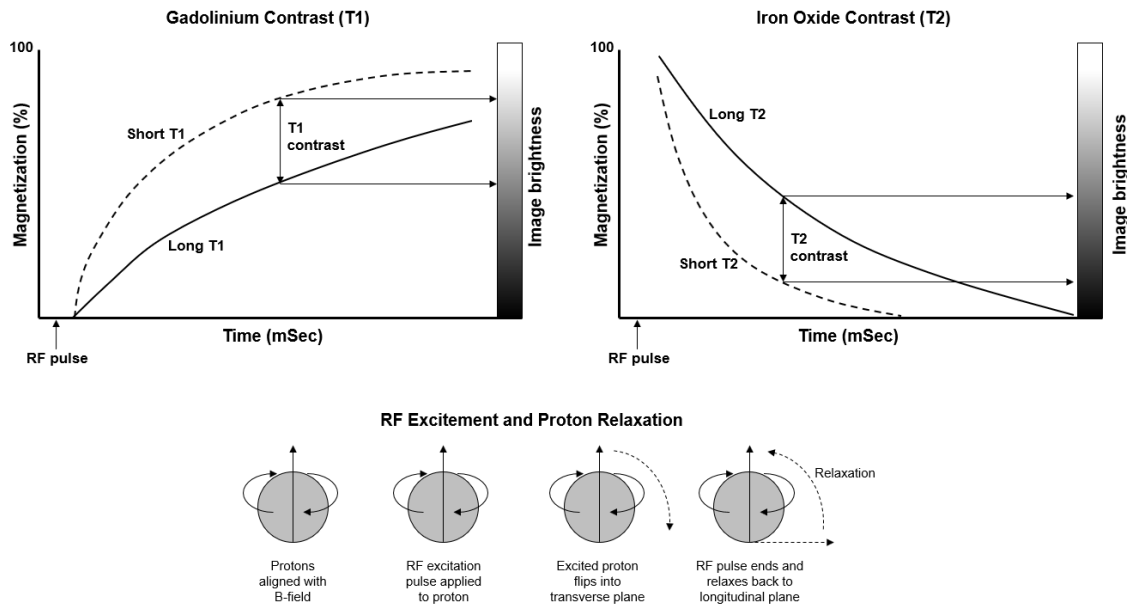 Gadolinium Contrast (T1)
100
Magnetization (%)
Short T1
T1
contrast
Long T1
Image brightness
Time (mSec)
RF pulse
Iron Oxide Contrast (T2)
100
Magnetization (%)
Long T2
T2
contrast
Short T2
Image brightness
Time (mSec)
RF pulse
RF Excitement and Proton Relaxation
Relaxation
Protons
aligned with
B-field
RF excitation
pulse applied
to proton
Excited proton
flips into
transverse plane
RF pulse ends and
relaxes back to
longitudinal plane